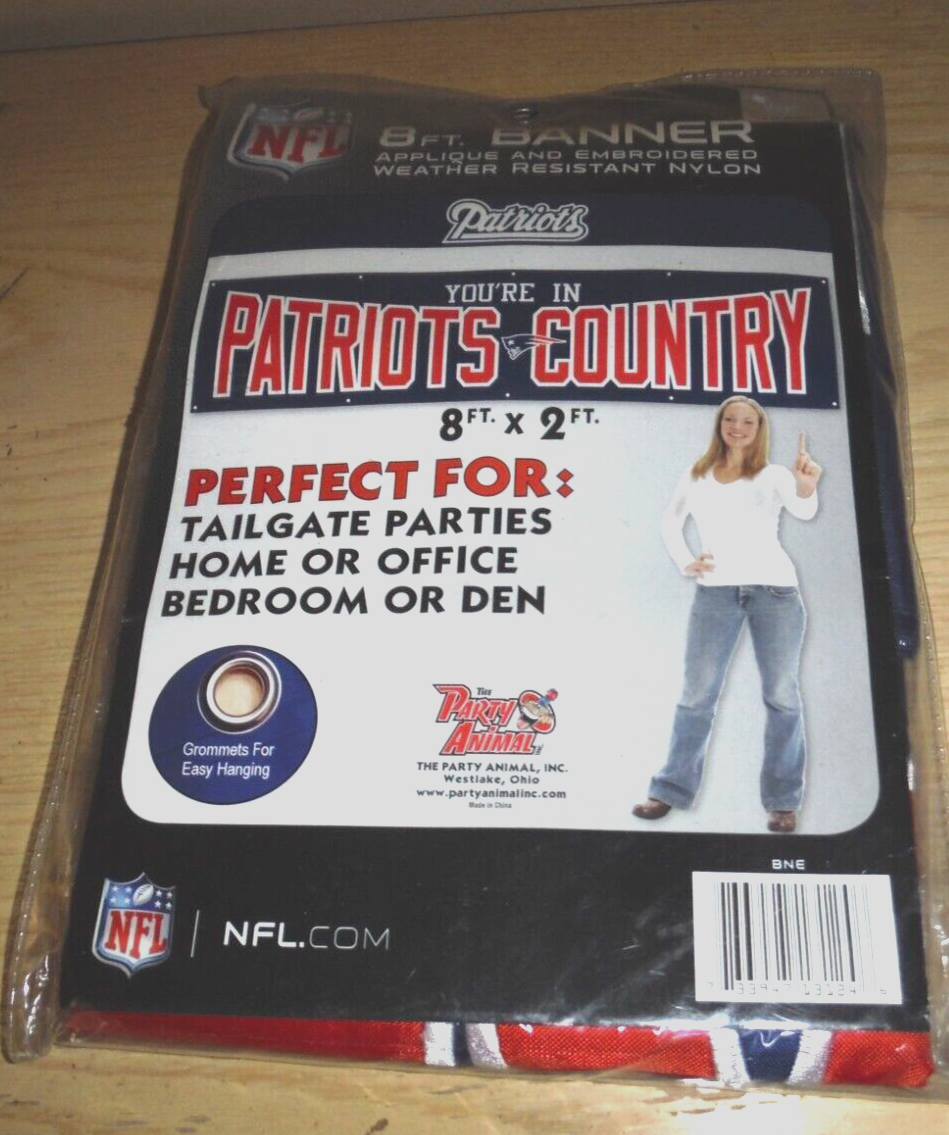 NFL
8FT. BANNER
APPLIQUE AND EMBROIDERED
WEATHER RESISTANT NYLON
Patriots
YOU'RE IN
PATRIOTS COUNTRY
8FT. X 2FT.
PERFECT FOR:
TAILGATE PARTIES
HOME OR OFFICE
BEDROOM OR DEN
Grommets For
Easy Hanging
THE
PARTY
ANIMAL
THE PARTY ANIMAL, INC.
Westlake, Ohio
www.partyanimalinc.com
Made in China
BNE
NFL
NFL.COM